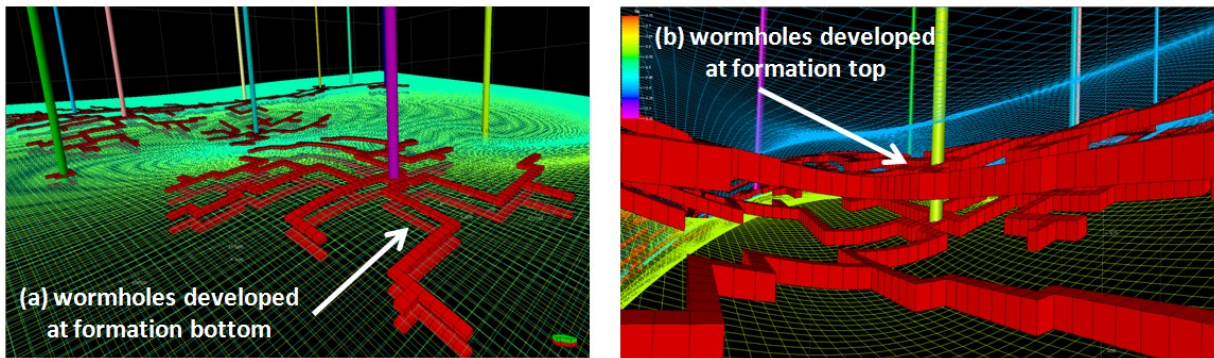 (a) wormholes developed
at formation bottom
(b) wormholes developed
at formation top